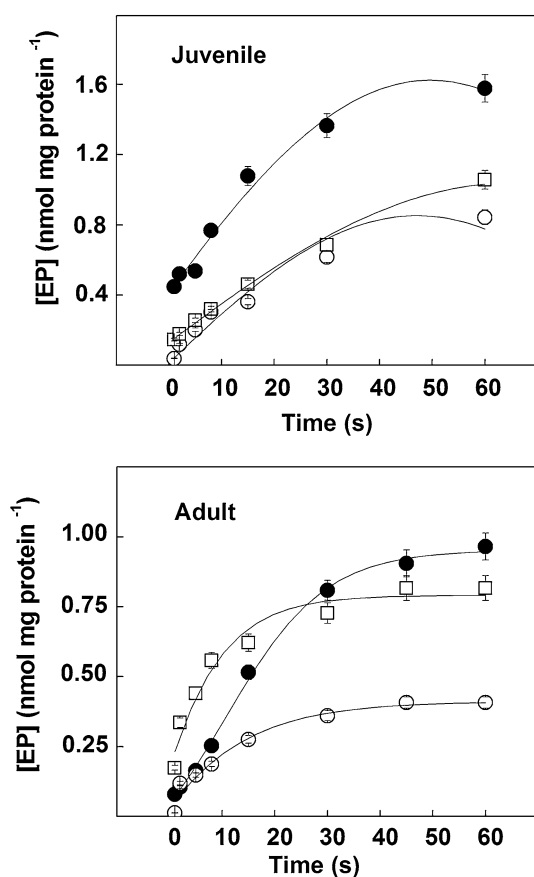 Juvenile
[EP] (nmol mg protein⁻¹)
1.6
1.2
0.8
0.4
0 10 20 30 40 50 60
Time (s)
Adult
[EP] (nmol mg protein⁻¹)
1.00
0.75
0.50
0.25
0 10 20 30 40 50 60
Time (s)